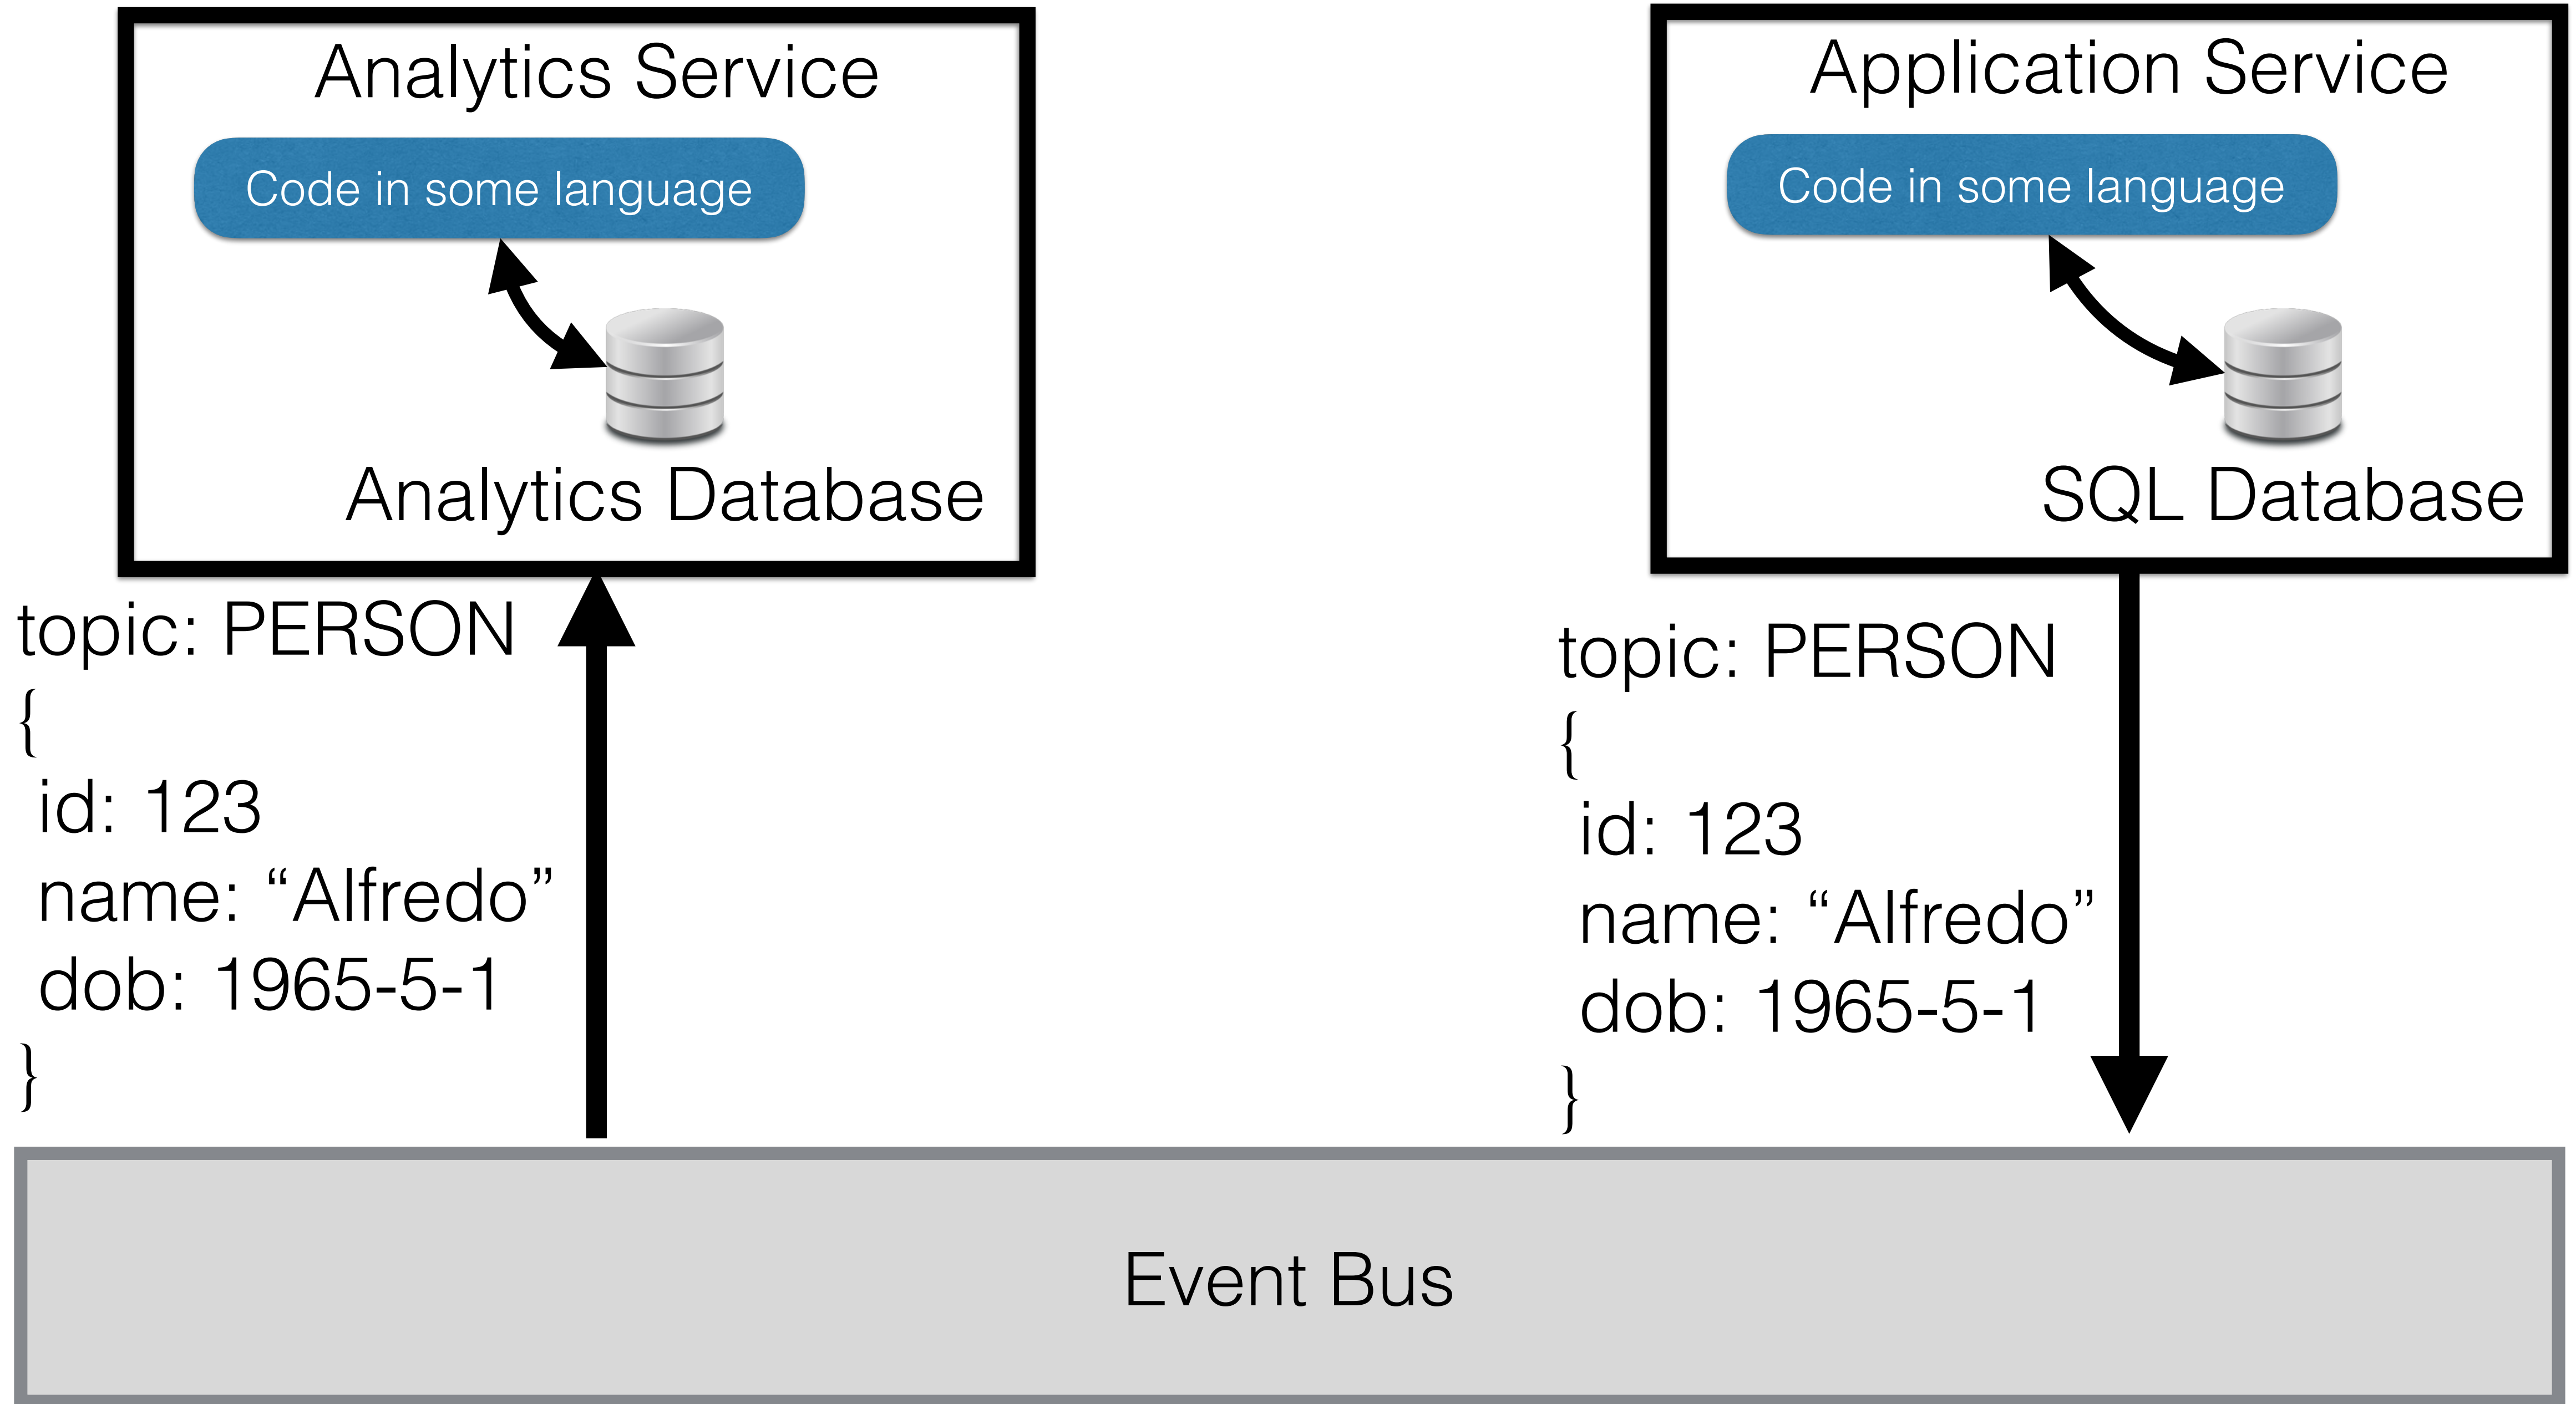 Analytics Service
Code in some language
Analytics Database
topic: PERSON
{
id: 123
name: “Alfredo”
dob: 1965-5-1
}
Application Service
Code in some language
SQL Database
topic: PERSON
{
id: 123
name: “Alfredo”
dob: 1965-5-1
}
Event Bus